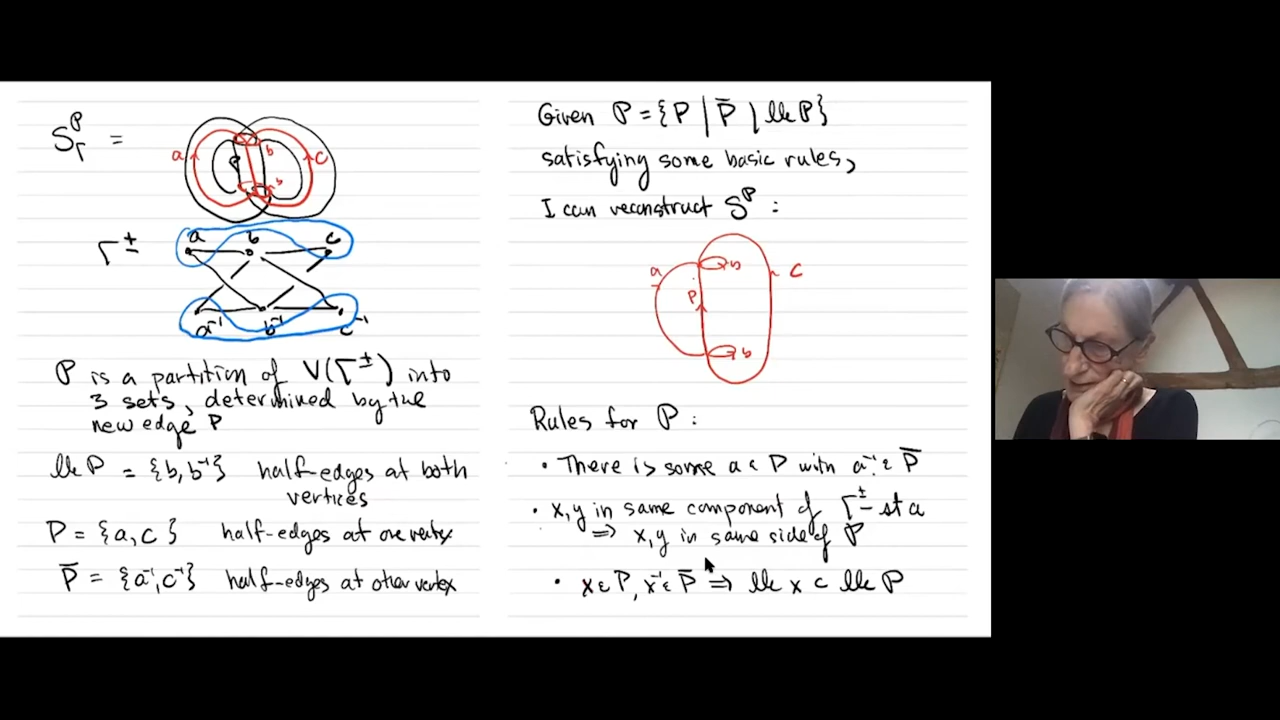 S_Γ^P =
a
P
b
b
c
Γ^±
a b c
a⁻¹ b⁻¹ c⁻¹
P is a partition of V(Γ^±) into
3 sets, determined by the
new edge P
lk P = {b, b⁻¹} half-edges at both
vertices
P = {a, c} half-edges at one vertex
P̄ = {a⁻¹, c⁻¹} half-edges at other vertex
Given P = {P | P̄ | lk P}
satisfying some basic rules,
I can reconstruct S^P :
a
b
c
P
b
Rules for P :
• There is some a ∈ P with a⁻¹ ∈ P̄
• x, y in same component of Γ^± - st a
⇒ x, y in same side of P
• x ∈ P, x⁻¹ ∈ P̄ ⇒ lk x ⊂ lk P